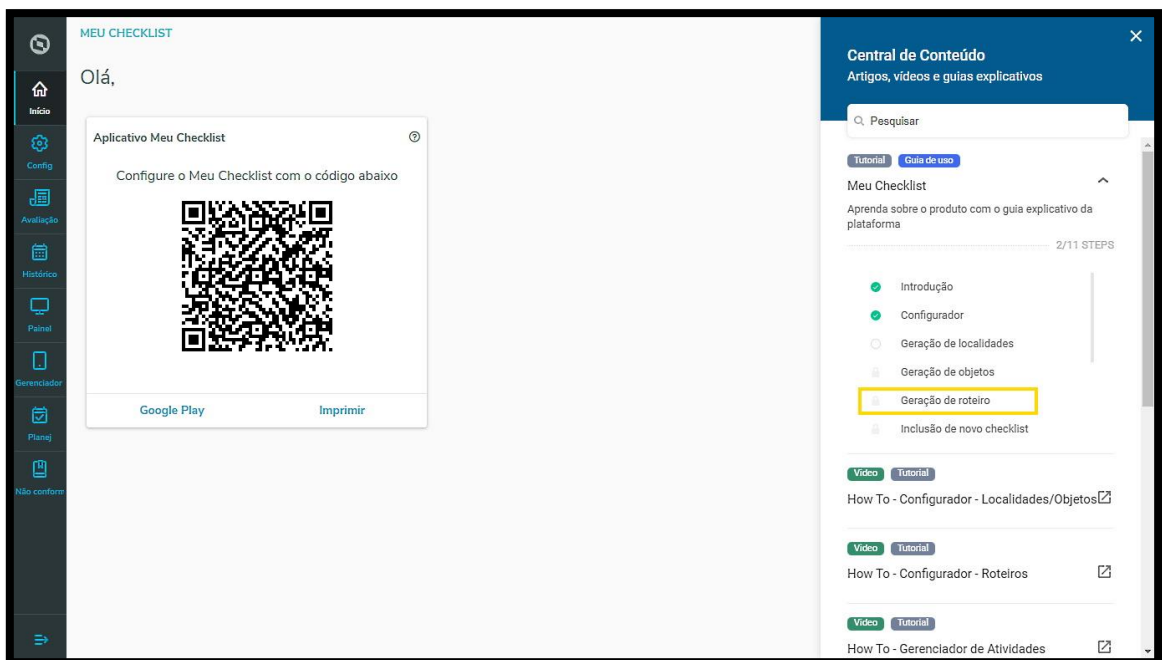 MEU CHECKLIST
Olá,
Início
Config
Avaliação
Histórico
Painel
Gerenciador
Planej
Não conform
Aplicativo Meu Checklist
Configure o Meu Checklist com o código abaixo
Google Play
Imprimir
Central de Conteúdo
Artigos, vídeos e guias explicativos
Pesquisar
Tutorial Guia de uso
Meu Checklist
Aprenda sobre o produto com o guia explicativo da
plataforma
2/11 STEPS
Introdução
Configurador
Geração de localidades
Geração de objetos
Geração de roteiro
Inclusão de novo checklist
Vídeo Tutorial
How To - Configurador - Localidades/Objetos
Vídeo Tutorial
How To - Configurador - Roteiros
Vídeo Tutorial
How To - Gerenciador de Atividades